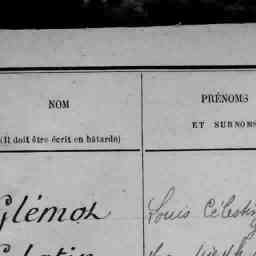 NOM
(Il doit être écrit en bâtarde)
PRÉNOMS
ET SURNOMS
Glémot
Louis Célestin